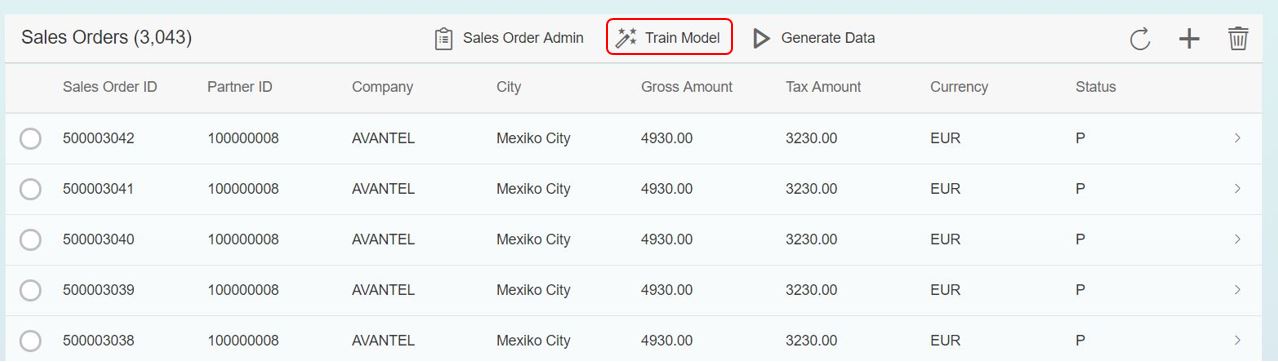 Sales Orders (3,043) Sales Order Admin Train Model Generate Data
Sales Order ID Partner ID Company City Gross Amount Tax Amount Currency Status
500003042 100000008 AVANTEL Mexiko City 4930.00 3230.00 EUR P
500003041 100000008 AVANTEL Mexiko City 4930.00 3230.00 EUR P
500003040 100000008 AVANTEL Mexiko City 4930.00 3230.00 EUR P
500003039 100000008 AVANTEL Mexiko City 4930.00 3230.00 EUR P
500003038 100000008 AVANTEL Mexiko City 4930.00 3230.00 EUR P